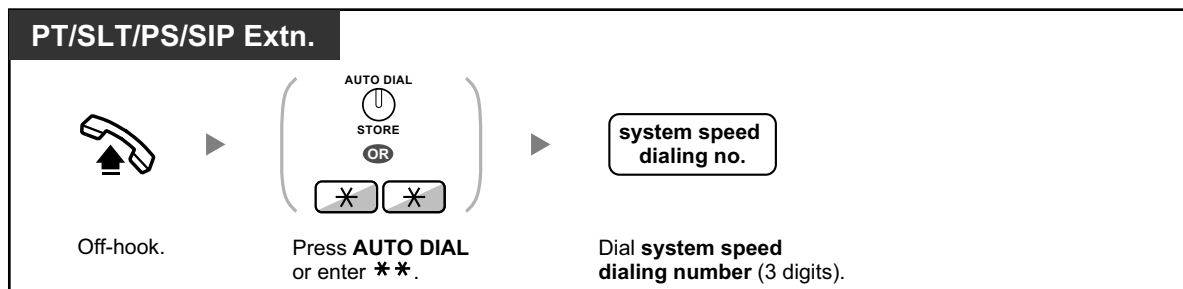 PT/SLT/PS/SIP Extn.
AUTO DIAL
STORE
OR
* *
system speed
dialing no.
Off-hook.
Press AUTO DIAL
or enter **.
Dial system speed
dialing number (3 digits).